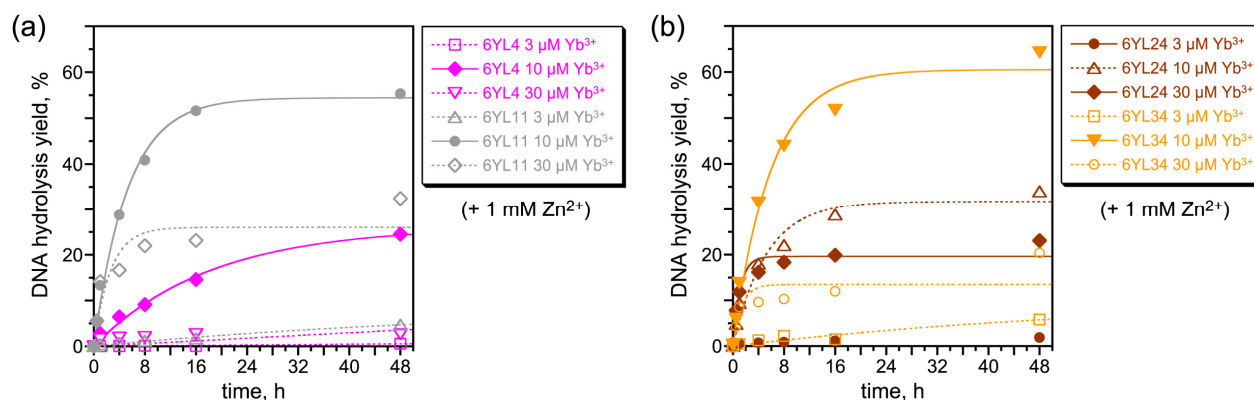 (a)
DNA hydrolysis yield, %
60
40
20
0
0 8 16 24 32 40 48
time, h
6YL4 3 µM Yb³⁺
6YL4 10 µM Yb³⁺
6YL4 30 µM Yb³⁺
6YL11 3 µM Yb³⁺
6YL11 10 µM Yb³⁺
6YL11 30 µM Yb³⁺
(+ 1 mM Zn²⁺)
(b)
DNA hydrolysis yield, %
60
40
20
0
0 8 16 24 32 40 48
time, h
6YL24 3 µM Yb³⁺
6YL24 10 µM Yb³⁺
6YL24 30 µM Yb³⁺
6YL34 3 µM Yb³⁺
6YL34 10 µM Yb³⁺
6YL34 30 µM Yb³⁺
(+ 1 mM Zn²⁺)